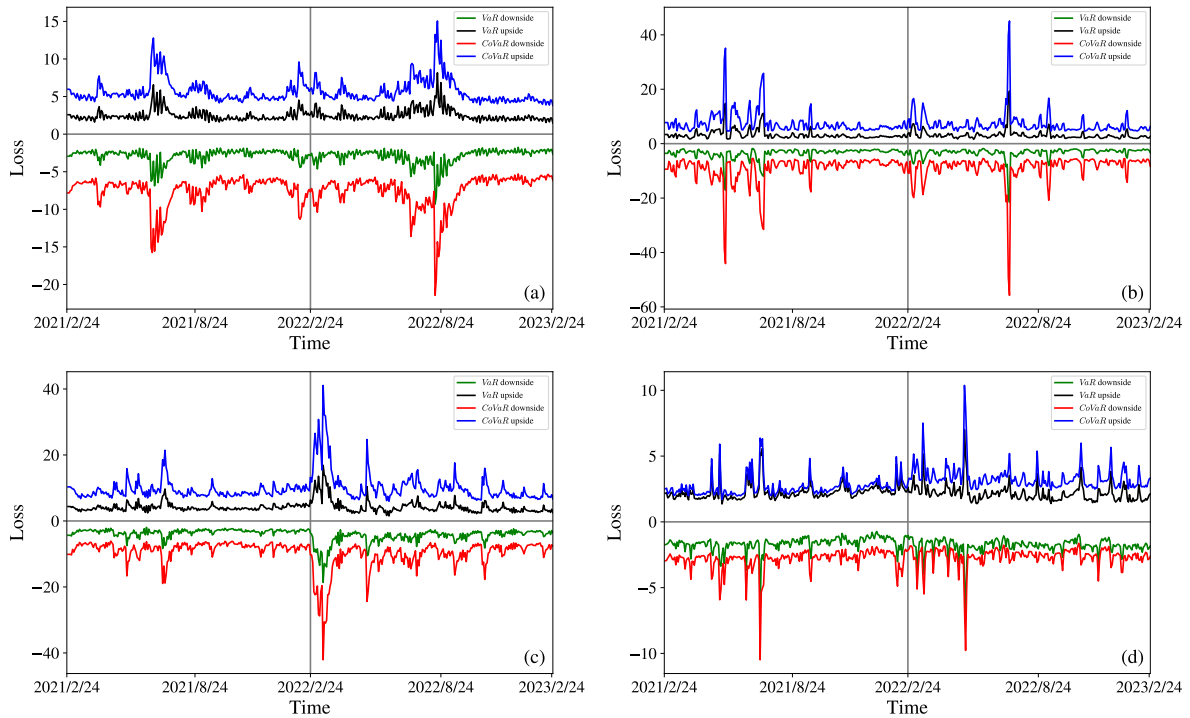 15
10
5
0
−5
−10
−15
−20
Loss
VaR downside
VaR upside
CoVaR downside
CoVaR upside
(a)
2021/2/24
2021/8/24
2022/2/24
2022/8/24
2023/2/24
Time
40
20
0
−20
−40
−60
Loss
VaR downside
VaR upside
CoVaR downside
CoVaR upside
(b)
2021/2/24
2021/8/24
2022/2/24
2022/8/24
2023/2/24
Time
40
20
0
−20
−40
Loss
VaR downside
VaR upside
CoVaR downside
CoVaR upside
(c)
2021/2/24
2021/8/24
2022/2/24
2022/8/24
2023/2/24
Time
10
5
0
−5
−10
Loss
VaR downside
VaR upside
CoVaR downside
CoVaR upside
(d)
2021/2/24
2021/8/24
2022/2/24
2022/8/24
2023/2/24
Time